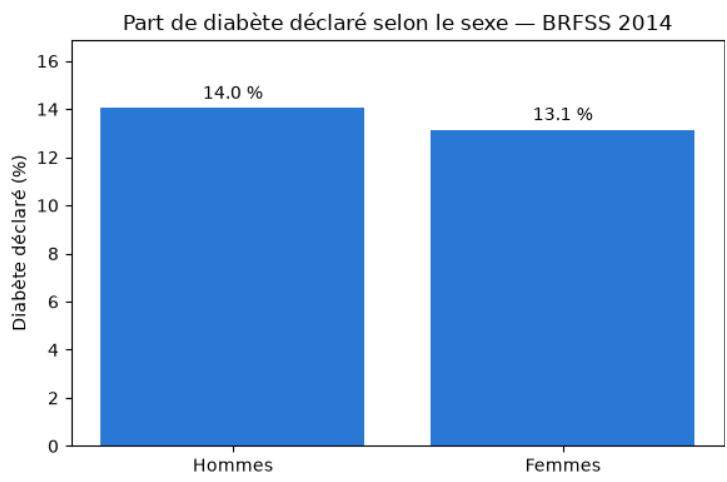 Part de diabète déclaré selon le sexe — BRFSS 2014
Diabète déclaré (%)
16
14
12
10
8
6
4
2
0
14.0 %
13.1 %
Hommes
Femmes